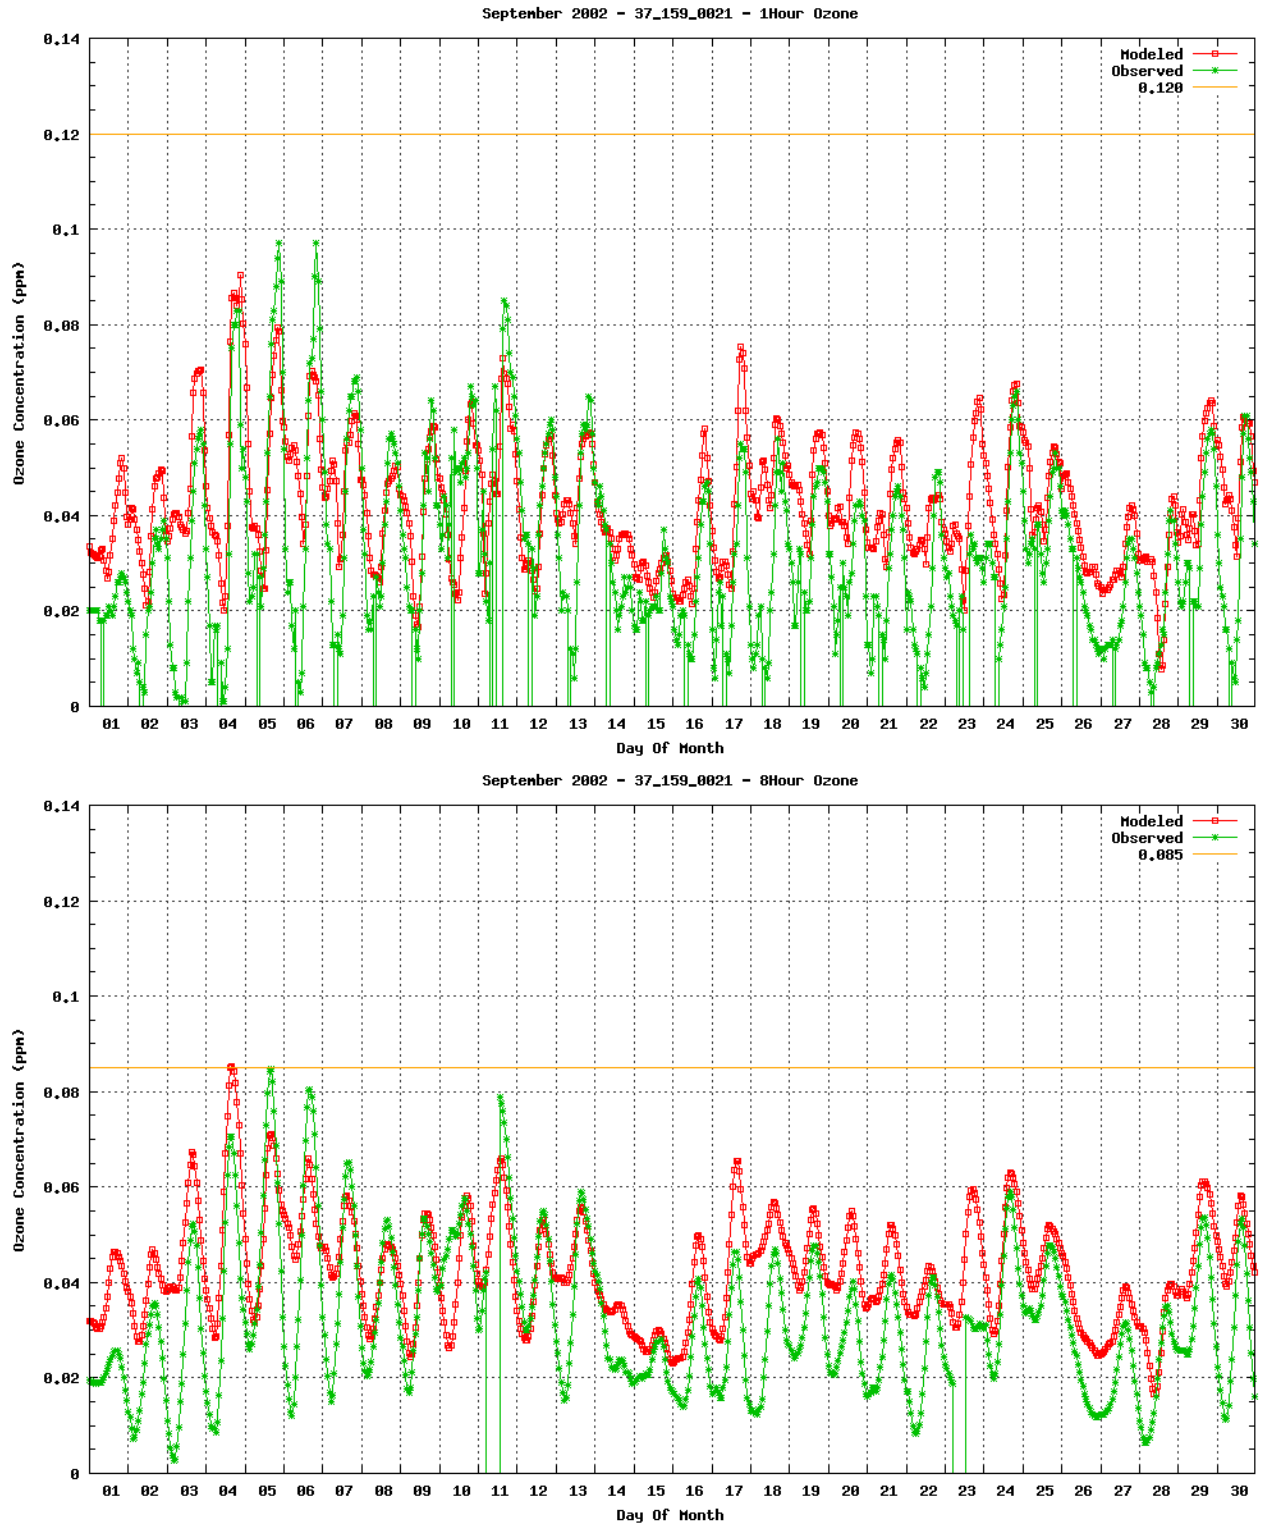 September 2002 - 37_159_0021 - 1Hour Ozone
0.14
Modeled
Observed
0.120
0.12
0.1
0.08
Ozone Concentration (ppm)
0.06
0.04
0.02
0
01 02 03 04 05 06 07 08 09 10 11 12 13 14 15 16 17 18 19 20 21 22 23 24 25 26 27 28 29 30
Day Of Month
September 2002 - 37_159_0021 - 8Hour Ozone
0.14
Modeled
Observed
0.085
0.12
0.1
0.08
Ozone Concentration (ppm)
0.06
0.04
0.02
0
01 02 03 04 05 06 07 08 09 10 11 12 13 14 15 16 17 18 19 20 21 22 23 24 25 26 27 28 29 30
Day Of Month